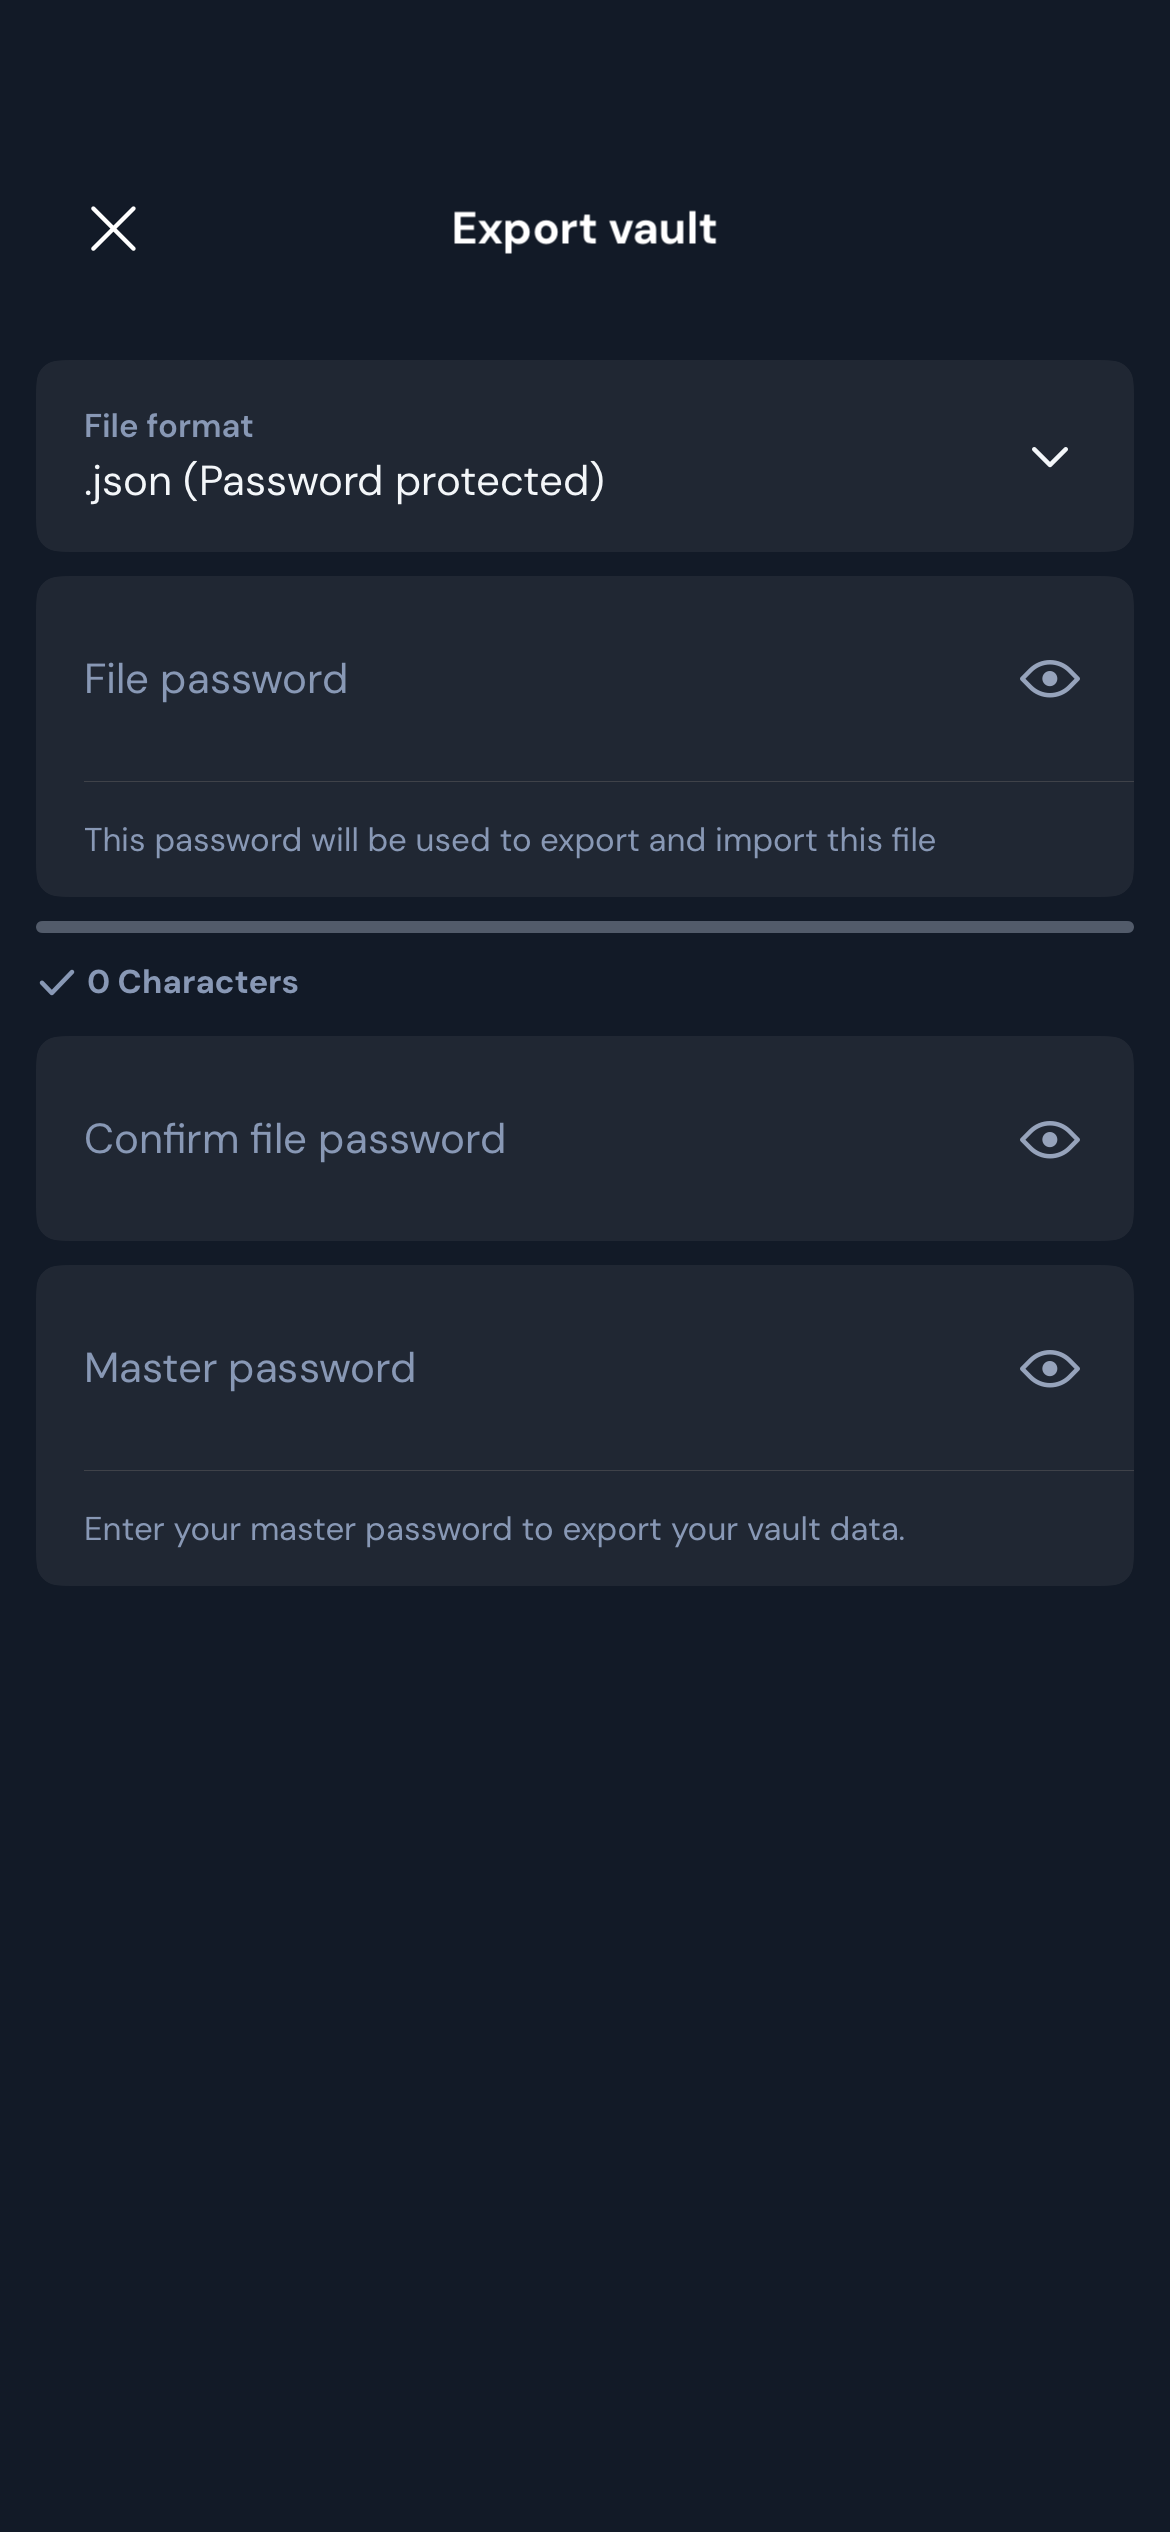 Export vault
File format
.json (Password protected)
File password
This password will be used to export and import this file
0 Characters
Confirm file password
Master password
Enter your master password to export your vault data.